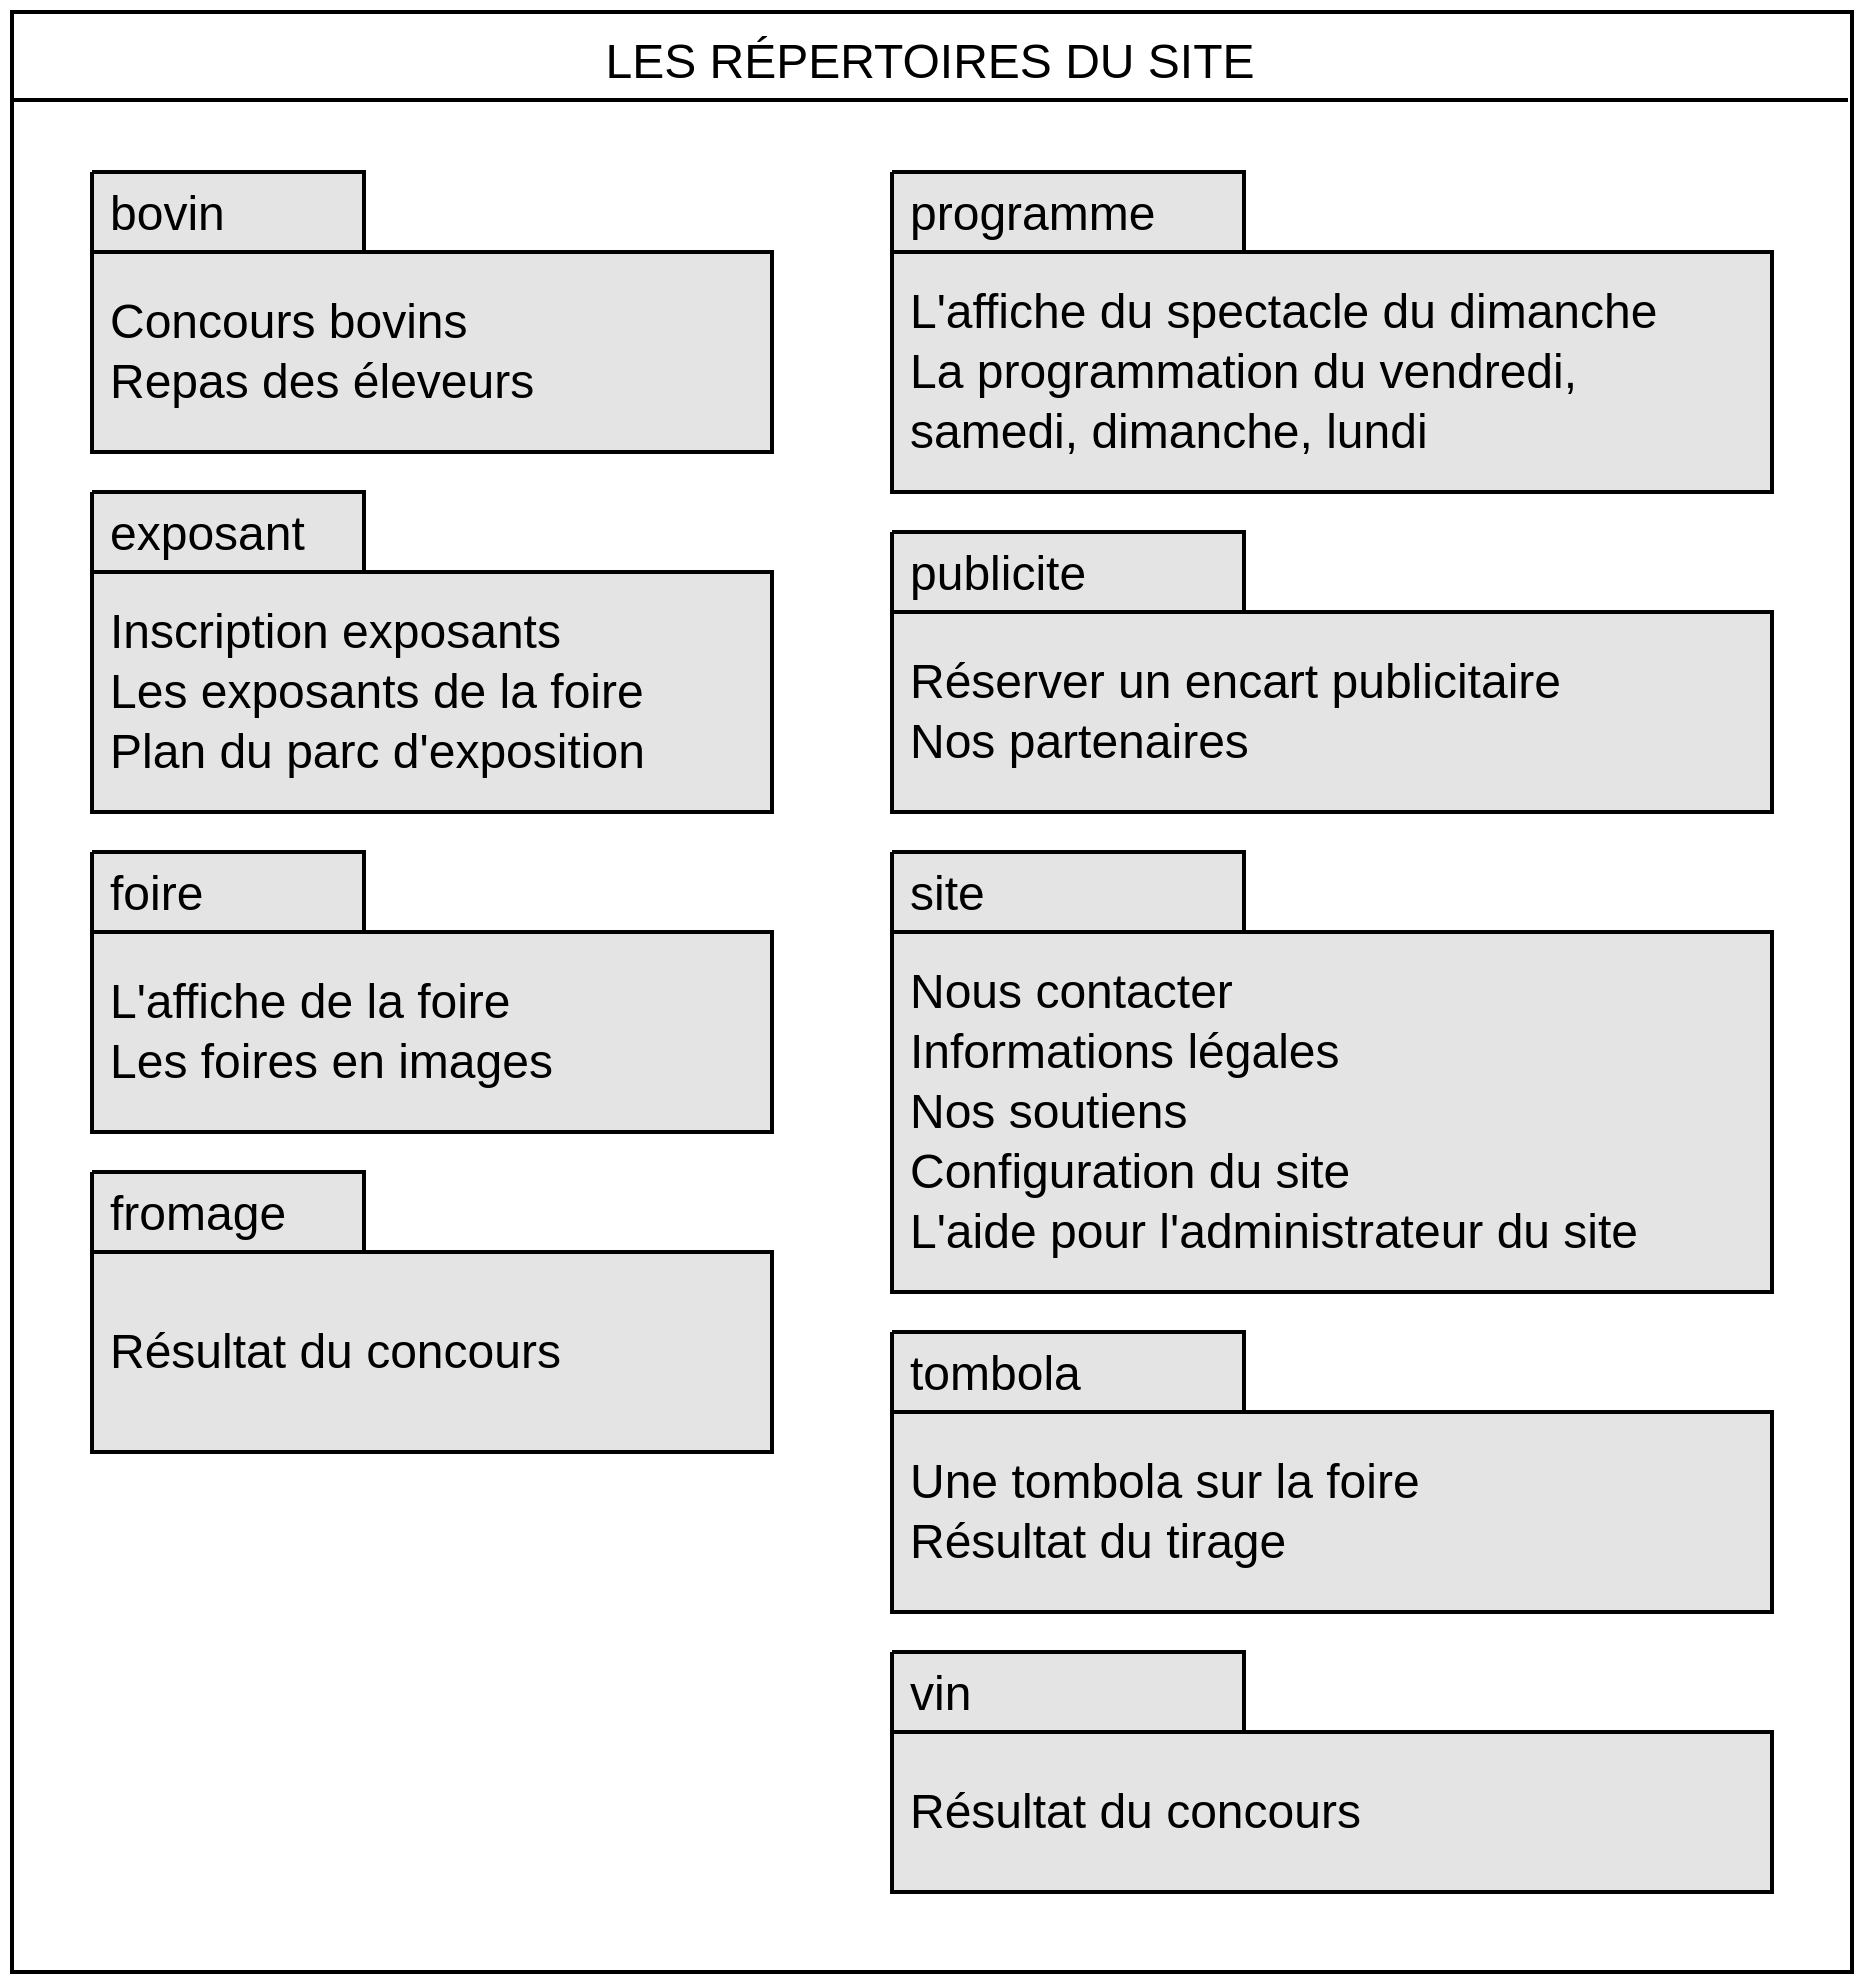 LES RÉPERTOIRES DU SITE
bovin
Concours bovins
Repas des éleveurs
exposant
Inscription exposants
Les exposants de la foire
Plan du parc d'exposition
foire
L'affiche de la foire
Les foires en images
fromage
Résultat du concours
programme
L'affiche du spectacle du dimanche
La programmation du vendredi,
samedi, dimanche, lundi
publicite
Réserver un encart publicitaire
Nos partenaires
site
Nous contacter
Informations légales
Nos soutiens
Configuration du site
L'aide pour l'administrateur du site
tombola
Une tombola sur la foire
Résultat du tirage
vin
Résultat du concours